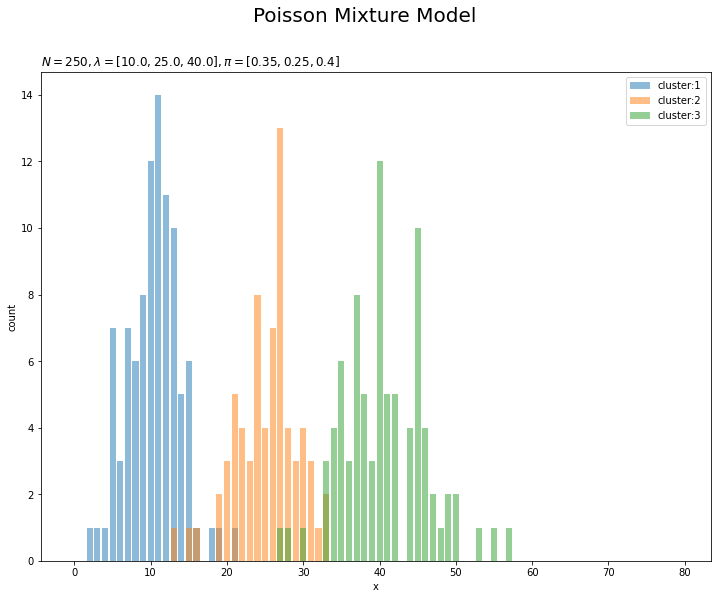 Poisson Mixture Model
N = 250, λ = [10.0, 25.0, 40.0], π = [0.35, 0.25, 0.4]
cluster:1
cluster:2
cluster:3
14
12
10
8
6
4
2
0
count
0 10 20 30 40 50 60 70 80
x